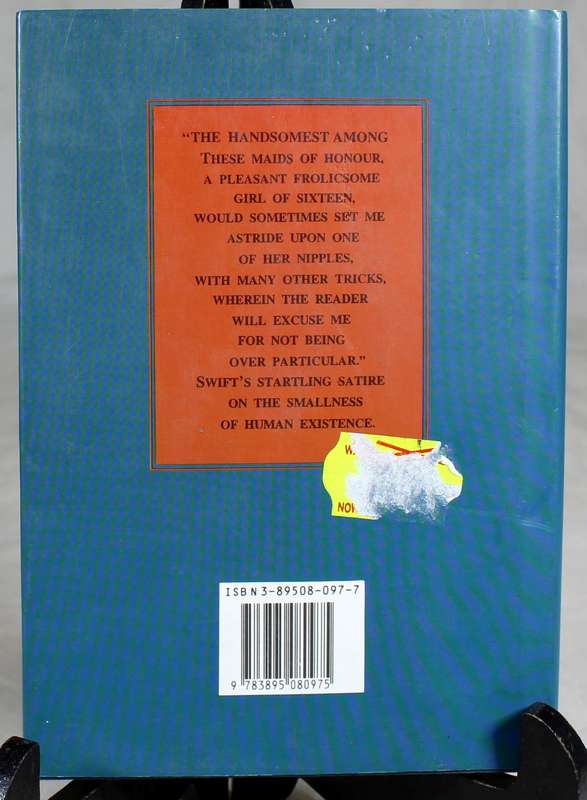 "THE HANDSOMEST AMONG
THESE MAIDS OF HONOUR,
A PLEASANT FROLICSOME
GIRL OF SIXTEEN,
WOULD SOMETIMES SET ME
ASTRIDE UPON ONE
OF HER NIPPLES,
WITH MANY OTHER TRICKS,
WHEREIN THE READER
WILL EXCUSE ME
FOR NOT BEING
OVER PARTICULAR."
SWIFT'S STARTLING SATIRE
ON THE SMALLNESS
OF HUMAN EXISTENCE.
ISBN 3-89508-097-7
9 783895 080975